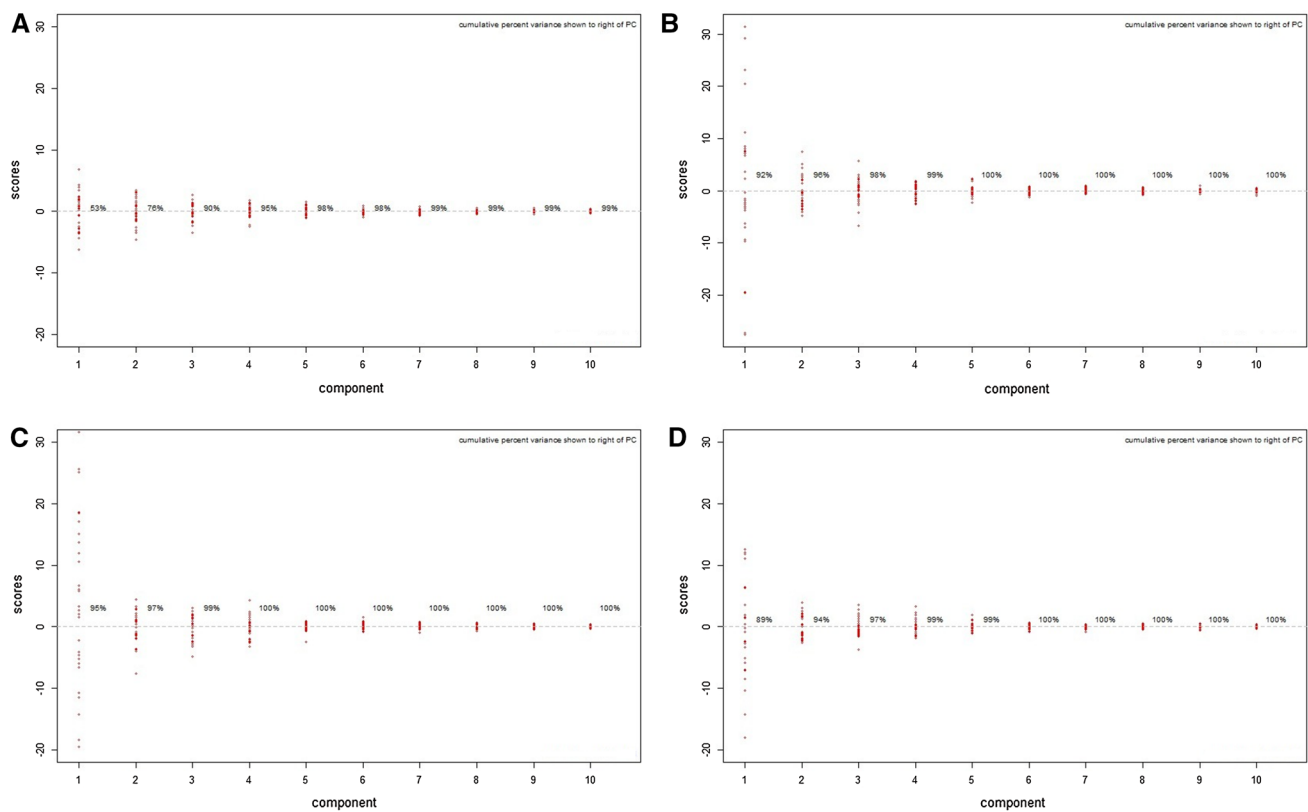 A
cumulative percent variance shown to right of PC
30
20
10
0
-10
-20
scores
53% 76% 90% 95% 98% 98% 99% 99% 99% 99%
1 2 3 4 5 6 7 8 9 10
component
B
cumulative percent variance shown to right of PC
30
20
10
0
-10
-20
scores
92% 96% 98% 99% 100% 100% 100% 100% 100% 100%
1 2 3 4 5 6 7 8 9 10
component
C
cumulative percent variance shown to right of PC
30
20
10
0
-10
-20
scores
95% 97% 99% 100% 100% 100% 100% 100% 100% 100%
1 2 3 4 5 6 7 8 9 10
component
D
cumulative percent variance shown to right of PC
30
20
10
0
-10
-20
scores
89% 94% 97% 99% 99% 100% 100% 100% 100% 100%
1 2 3 4 5 6 7 8 9 10
component